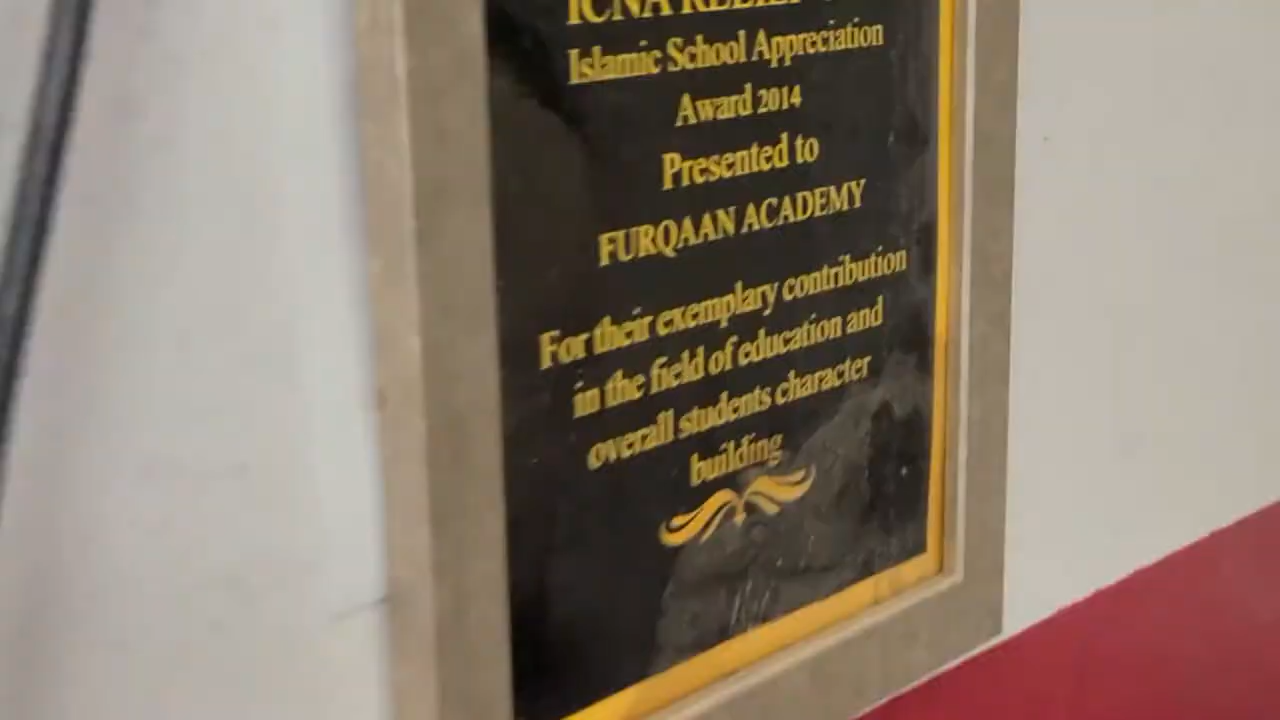 ICNA RELIEF
Islamic School Appreciation
Award 2014
Presented to
FURQAAN ACADEMY
For their exemplary contribution
in the field of education and
overall students character
building